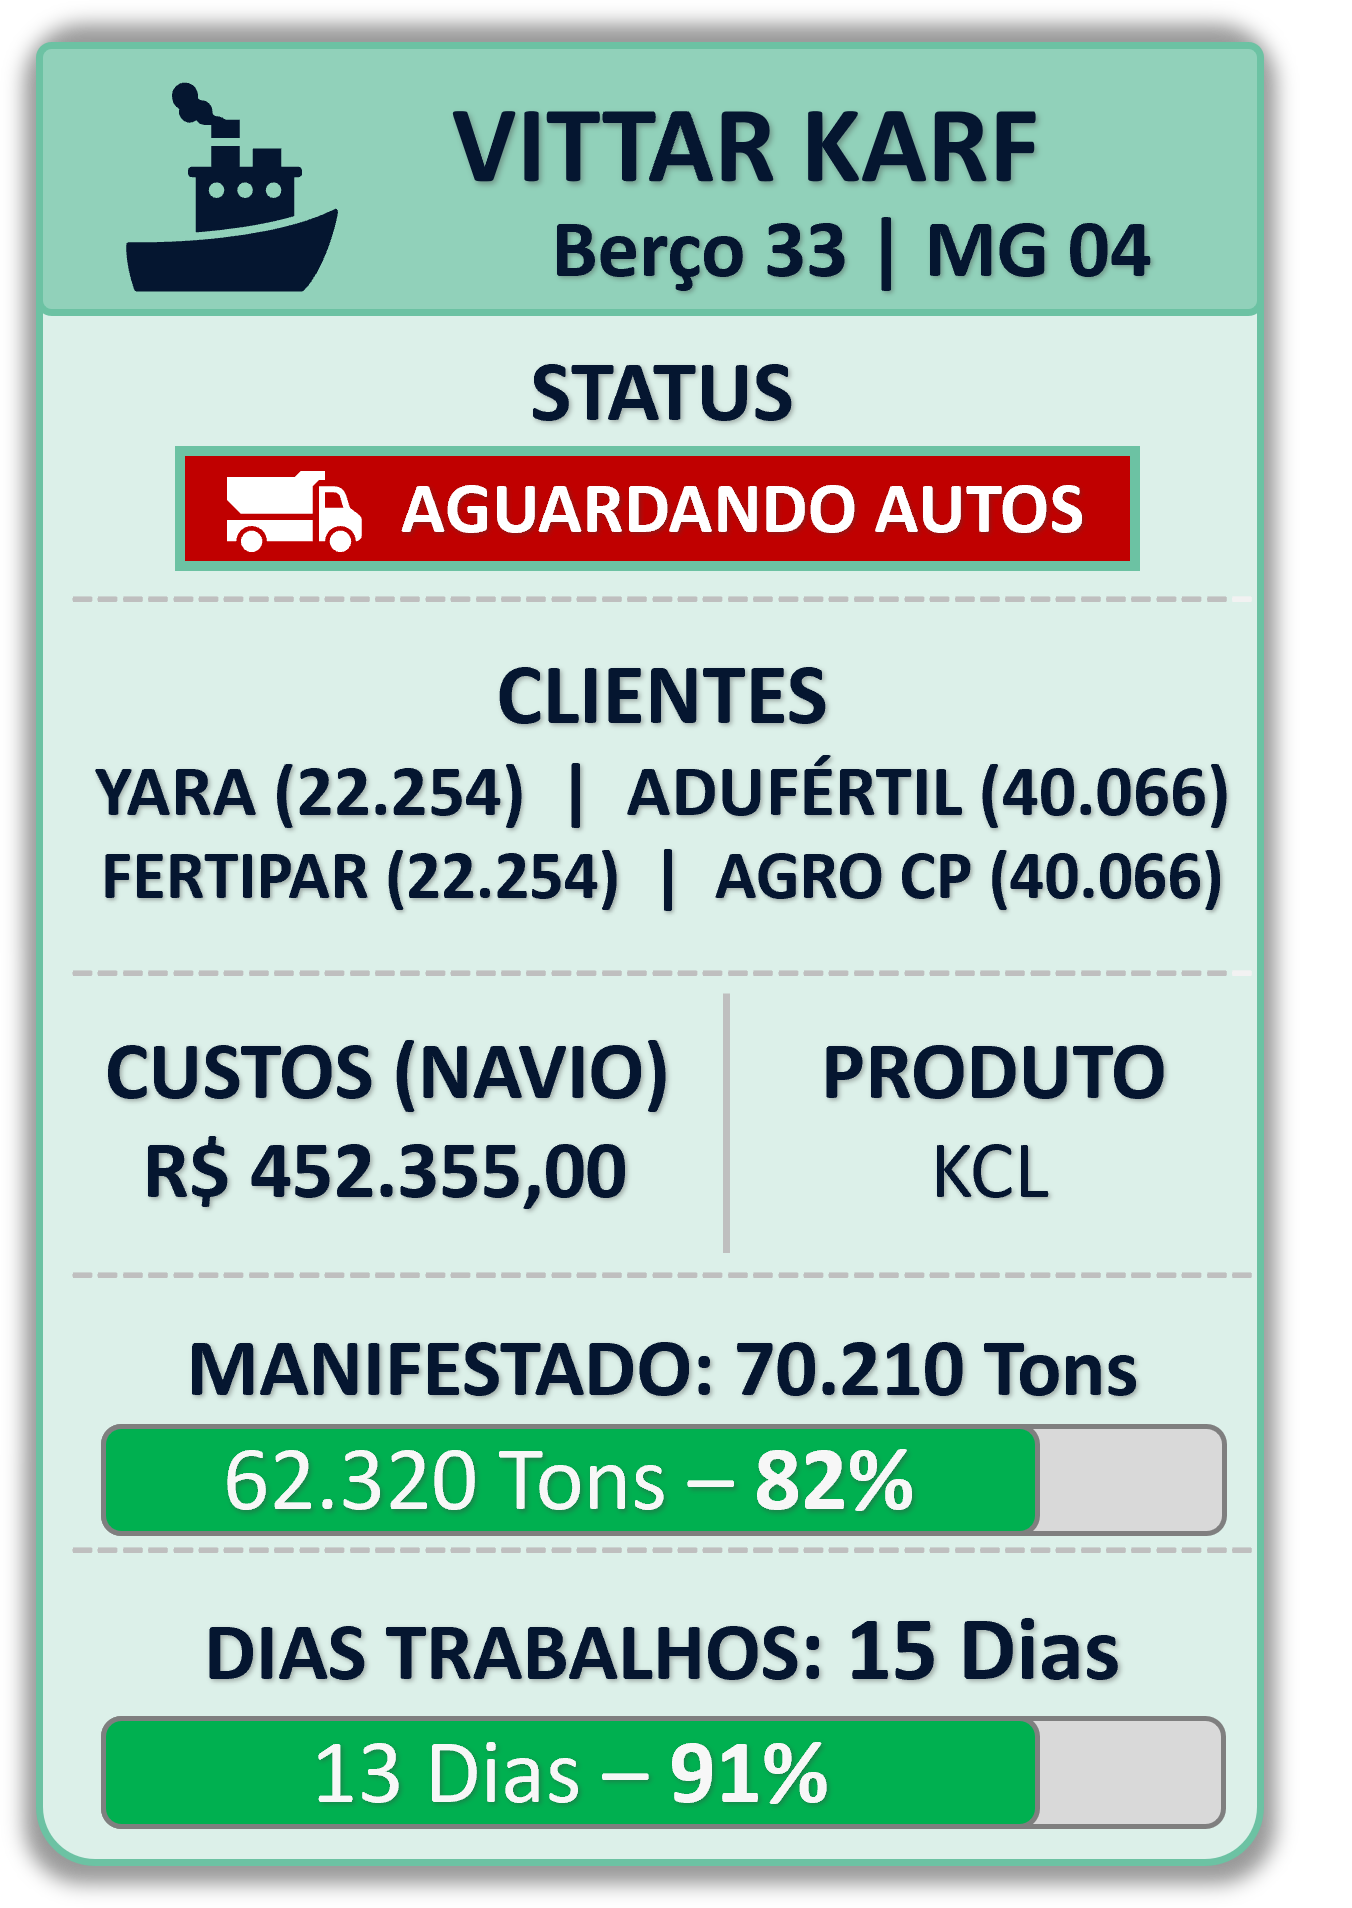 VITTAR KARF
Berço 33 | MG 04
STATUS
AGUARDANDO AUTOS
CLIENTES
YARA (22.254) | ADUFÉRTIL (40.066)
FERTIPAR (22.254) | AGRO CP (40.066)
CUSTOS (NAVIO)
R$ 452.355,00
PRODUTO
KCL
MANIFESTADO: 70.210 Tons
62.320 Tons – 82%
DIAS TRABALHOS: 15 Dias
13 Dias – 91%